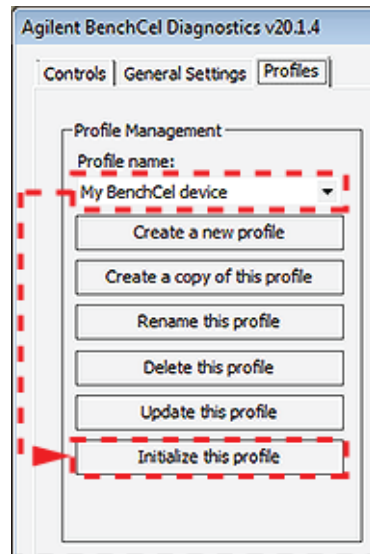 Agilent BenchCel Diagnostics v20.1.4
Controls General Settings Profiles
Profile Management
Profile name:
My BenchCel device
Create a new profile
Create a copy of this profile
Rename this profile
Delete this profile
Update this profile
Initialize this profile